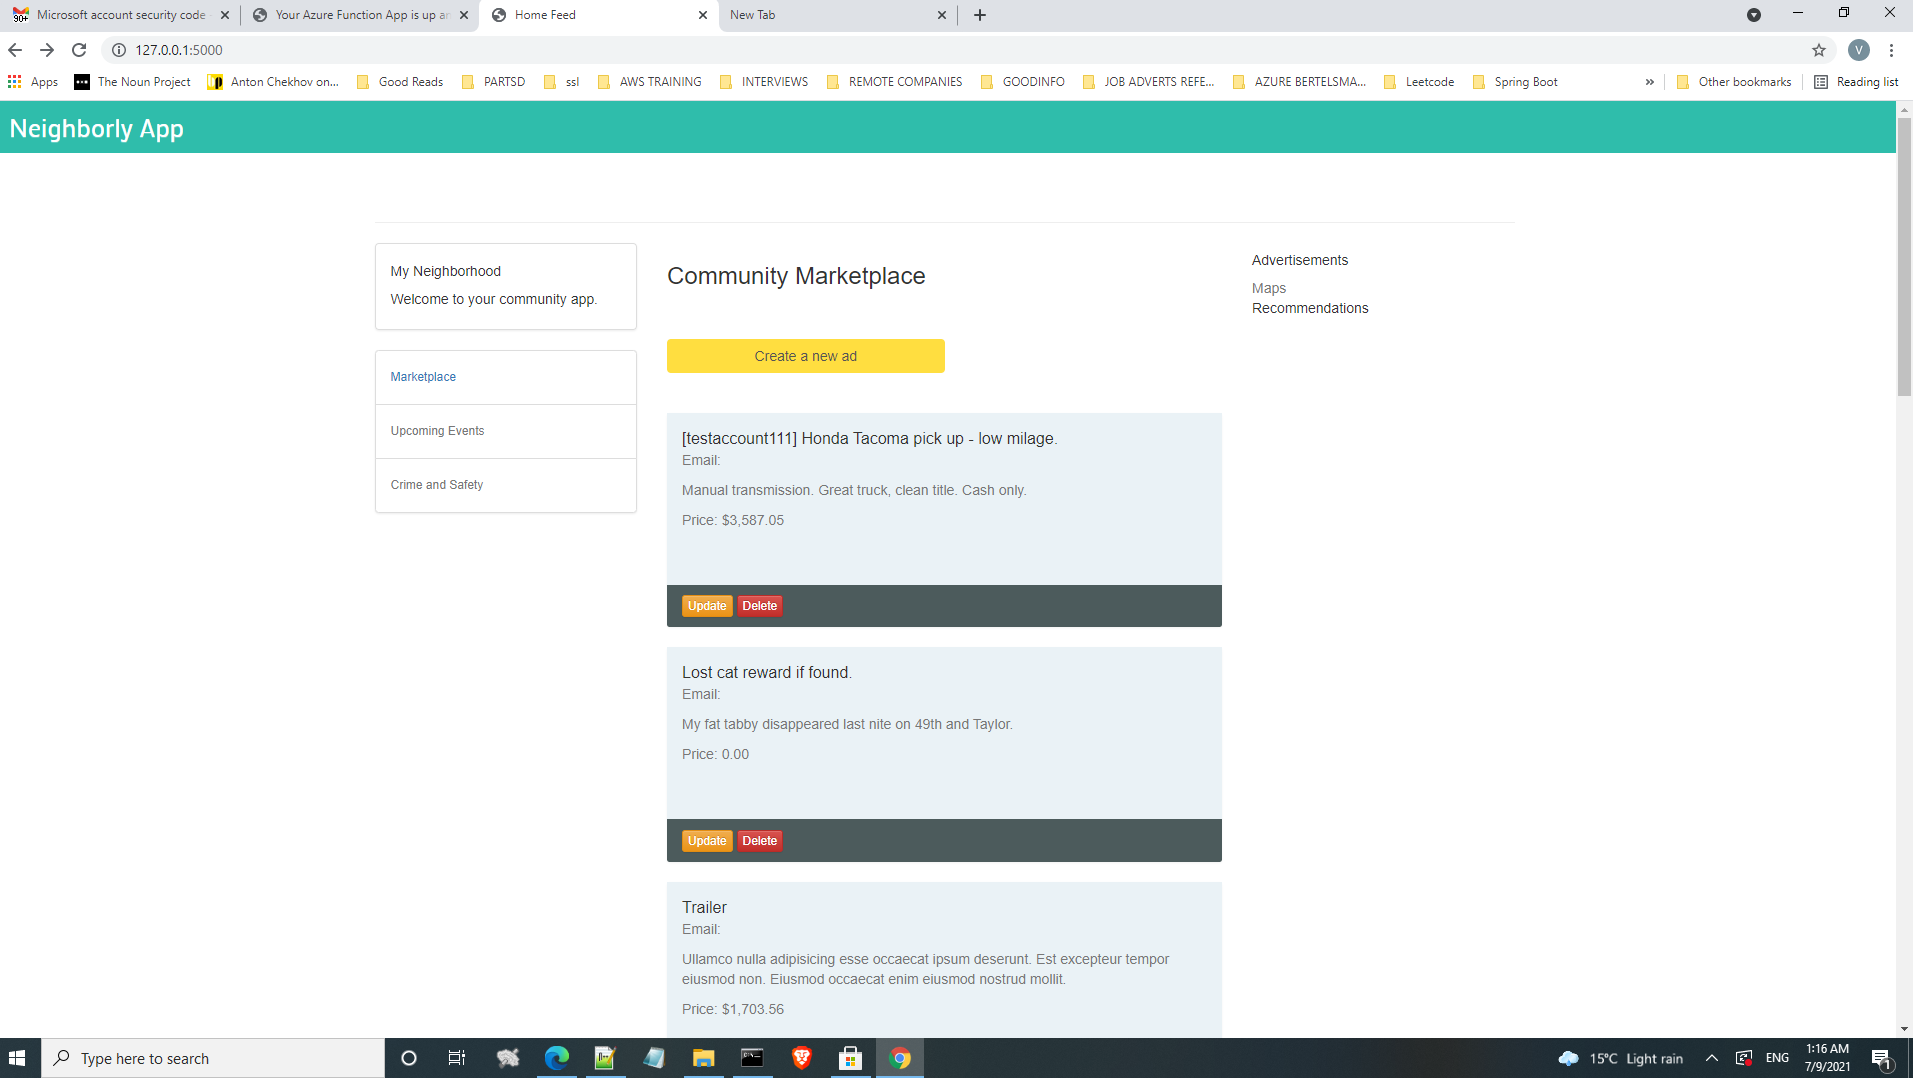 90+
Microsoft account security code -
Your Azure Function App is up an
Home Feed
New Tab
127.0.0.1:5000
V
Apps
The Noun Project
Anton Chekhov on...
Good Reads
PARTSD
ssl
AWS TRAINING
INTERVIEWS
REMOTE COMPANIES
GOODINFO
JOB ADVERTS REFE...
AZURE BERTELSMA...
Leetcode
Spring Boot
»
Other bookmarks
Reading list
Neighborly App
My Neighborhood
Welcome to your community app.
Marketplace
Upcoming Events
Crime and Safety
Community Marketplace
Create a new ad
[testaccount111] Honda Tacoma pick up - low milage.
Email:
Manual transmission. Great truck, clean title. Cash only.
Price: $3,587.05
Update Delete
Lost cat reward if found.
Email:
My fat tabby disappeared last nite on 49th and Taylor.
Price: 0.00
Update Delete
Trailer
Email:
Ullamco nulla adipisicing esse occaecat ipsum deserunt. Est excepteur tempor
eiusmod non. Eiusmod occaecat enim eiusmod nostrud mollit.
Price: $1,703.56
Advertisements
Maps
Recommendations
Type here to search
15°C Light rain
ENG
1:16 AM
7/9/2021
1